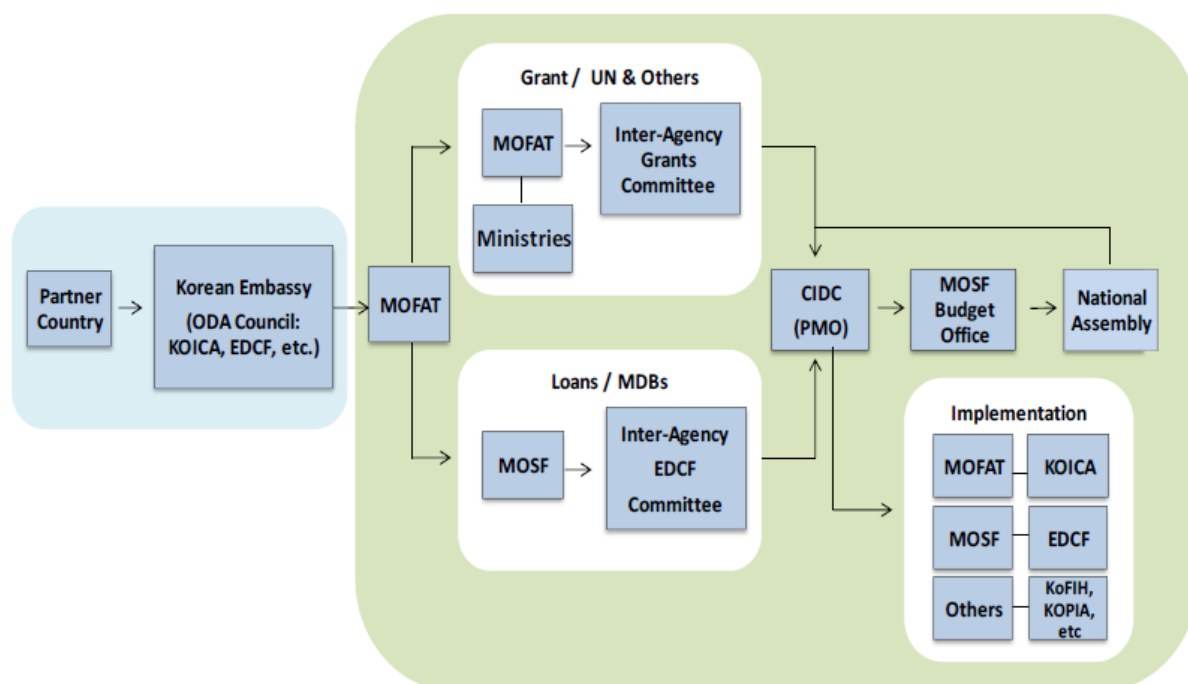 Grant / UN & Others
MOFAT
Inter-Agency
Grants
Committee
Ministries
Partner
Country
Korean Embassy
(ODA Council:
KOICA, EDCF, etc.)
MOFAT
CIDC
(PMO)
MOSF
Budget
Office
National
Assembly
Loans / MDBs
MOSF
Inter-Agency
EDCF
Committee
Implementation
MOFAT
KOICA
MOSF
EDCF
Others
KoFIH,
KOPIA,
etc